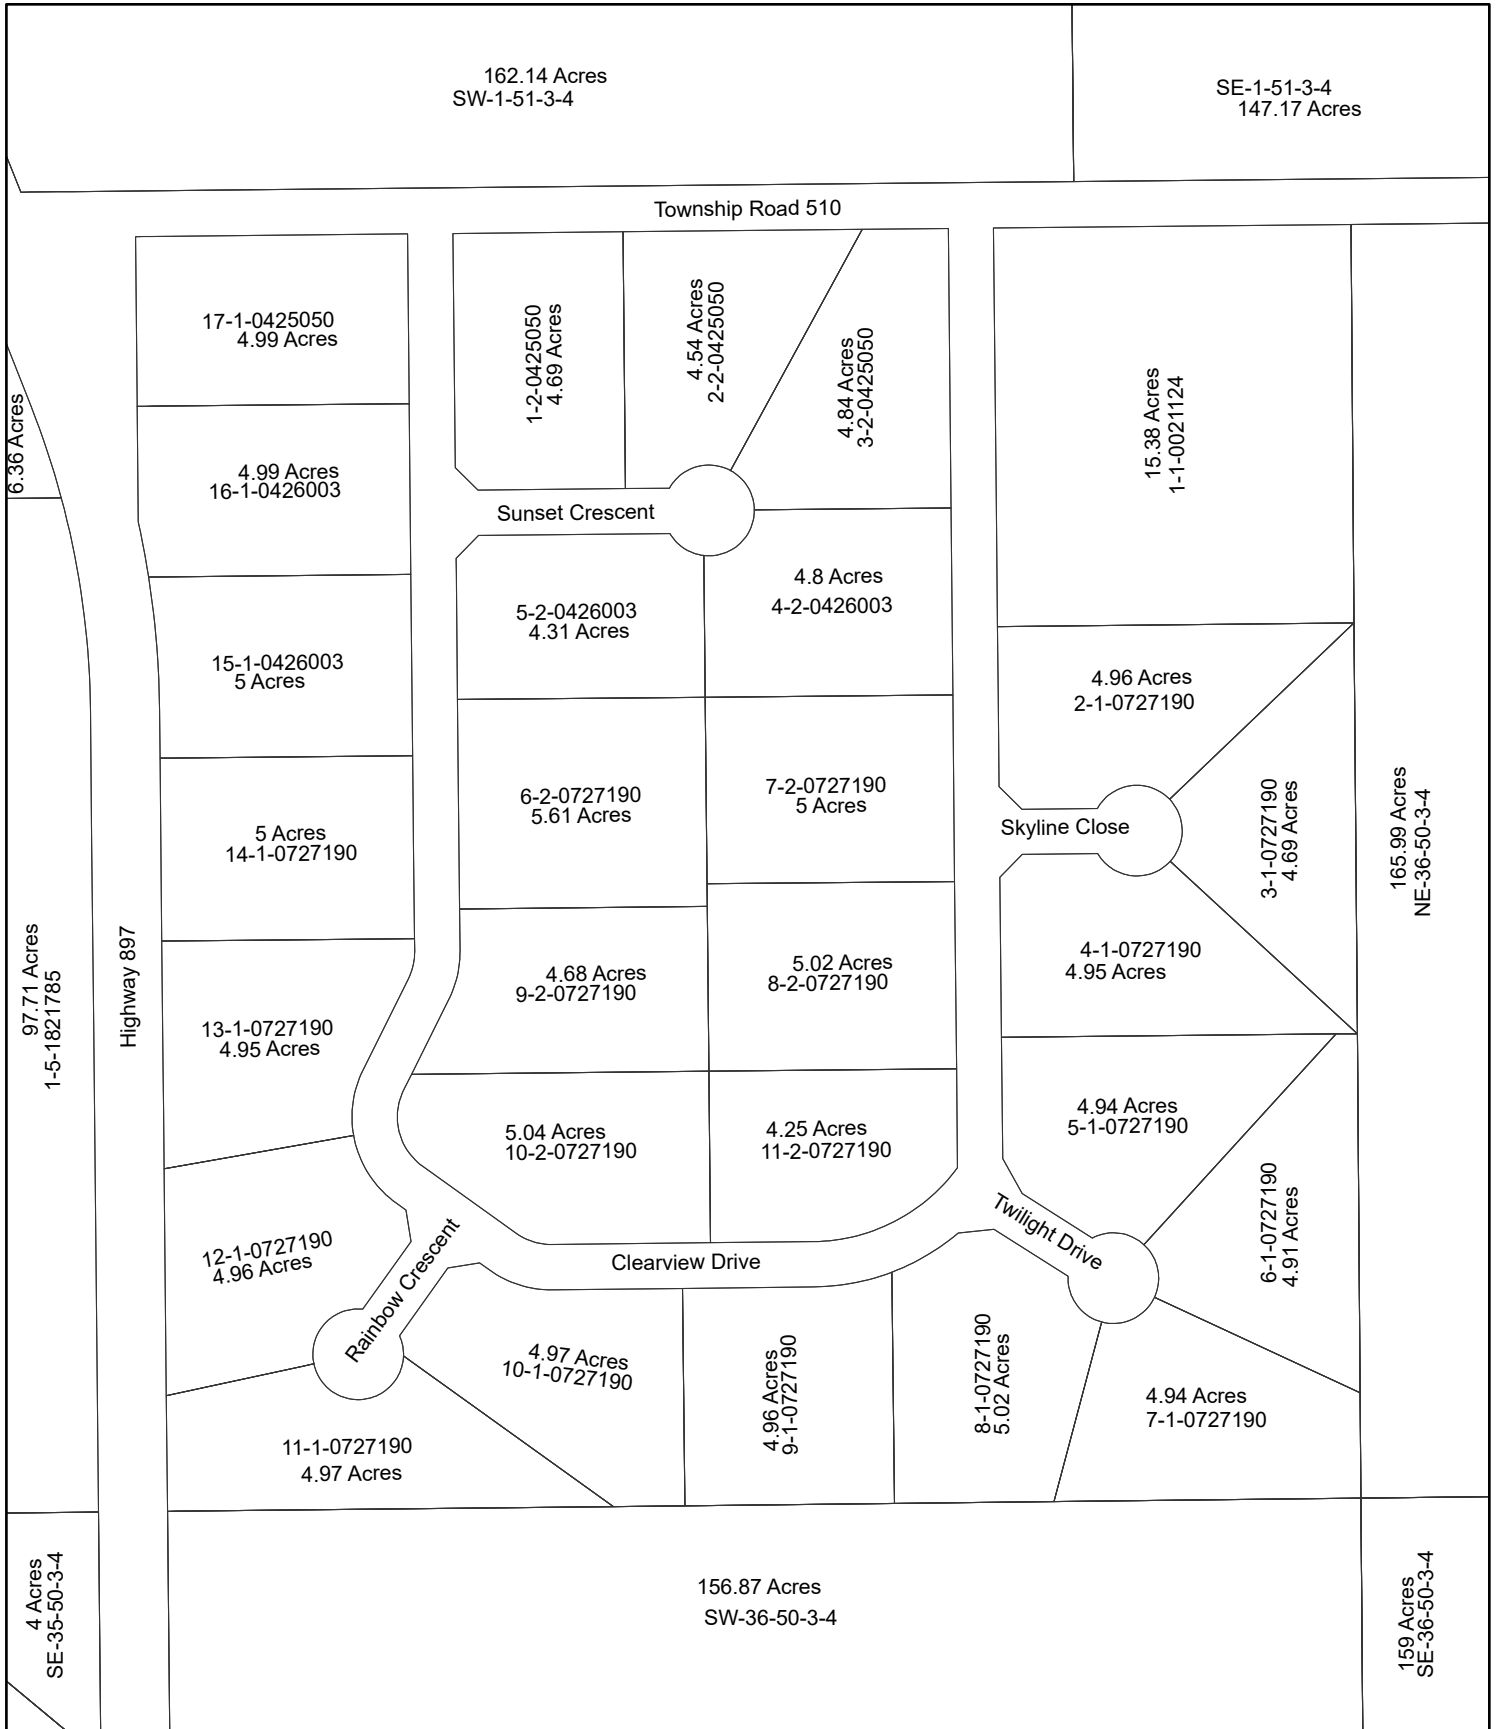 162.14 Acres
SW-1-51-3-4
SE-1-51-3-4
147.17 Acres
Township Road 510
17-1-0425050
4.99 Acres
1-2-0425050
4.69 Acres
4.54 Acres
2-2-0425050
4.84 Acres
3-2-0425050
15.38 Acres
1-1-0021124
6.36 Acres
4.99 Acres
16-1-0426003
Sunset Crescent
5-2-0426003
4.31 Acres
4.8 Acres
4-2-0426003
15-1-0426003
5 Acres
4.96 Acres
2-1-0727190
6-2-0727190
5.61 Acres
7-2-0727190
5 Acres
Skyline Close
3-1-0727190
4.69 Acres
165.99 Acres
NE-36-50-3-4
5 Acres
14-1-0727190
97.71 Acres
1-5-1821785
Highway 897
4.68 Acres
9-2-0727190
5.02 Acres
8-2-0727190
4-1-0727190
4.95 Acres
13-1-0727190
4.95 Acres
5.04 Acres
10-2-0727190
4.25 Acres
11-2-0727190
4.94 Acres
5-1-0727190
6-1-0727190
4.91 Acres
12-1-0727190
4.96 Acres
Rainbow Crescent
Clearview Drive
Twilight Drive
4.97 Acres
10-1-0727190
4.96 Acres
9-1-0727190
8-1-0727190
5.02 Acres
4.94 Acres
7-1-0727190
11-1-0727190
4.97 Acres
4 Acres
SE-35-50-3-4
156.87 Acres
SW-36-50-3-4
159 Acres
SE-36-50-3-4